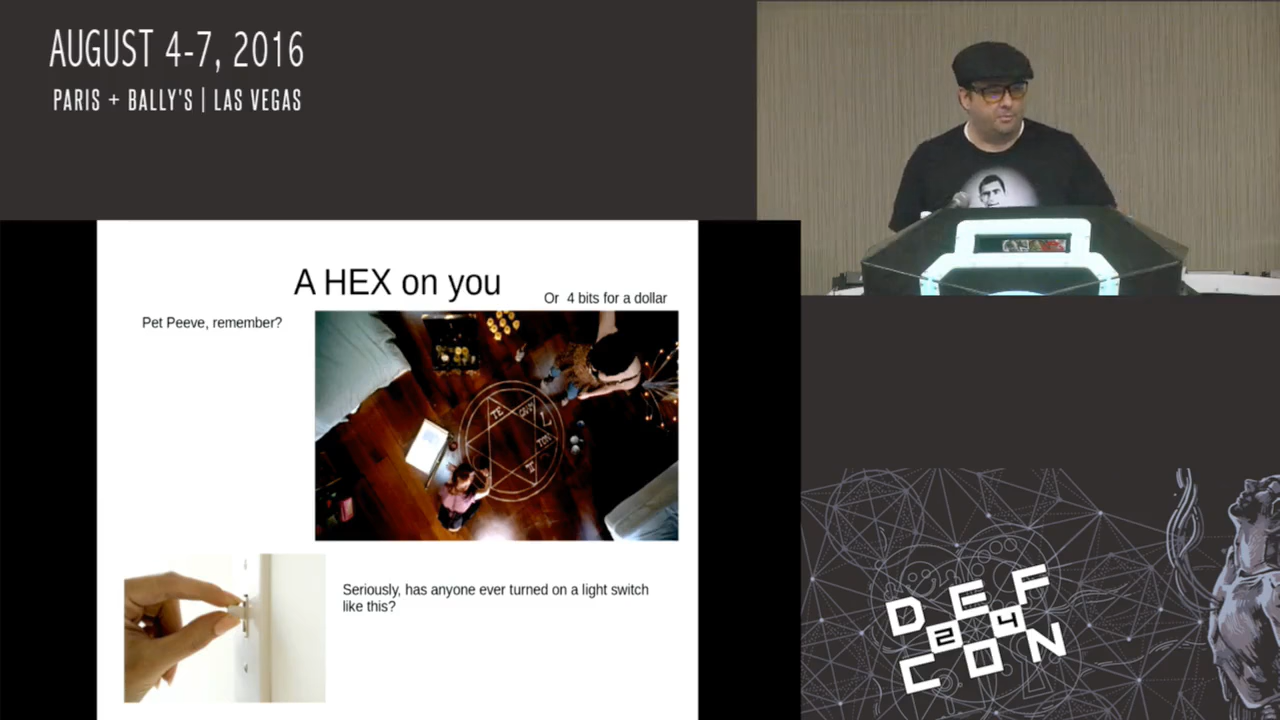 AUGUST 4-7, 2016
PARIS + BALLY'S | LAS VEGAS
A HEX on you
Or 4 bits for a dollar
Pet Peeve, remember?
Seriously, has anyone ever turned on a light switch
like this?
DEF
24
CON